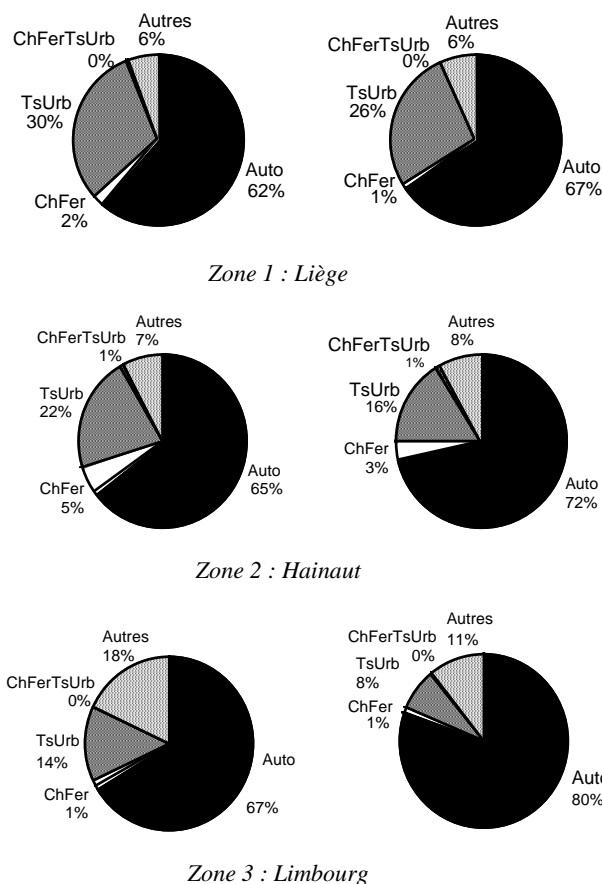 Autres
6%
ChFerTsUrb
0%
TsUrb
30%
ChFer
2%
Auto
62%
Autres
6%
ChFerTsUrb
0%
TsUrb
26%
ChFer
1%
Auto
67%
Zone 1 : Liège
Autres
7%
ChFerTsUrb
1%
TsUrb
22%
ChFer
5%
Auto
65%
Autres
8%
ChFerTsUrb
1%
TsUrb
16%
ChFer
3%
Auto
72%
Zone 2 : Hainaut
Autres
18%
ChFerTsUrb
0%
TsUrb
14%
ChFer
1%
Auto
67%
Autres
11%
ChFerTsUrb
0%
TsUrb
8%
ChFer
1%
Auto
80%
Zone 3 : Limbourg